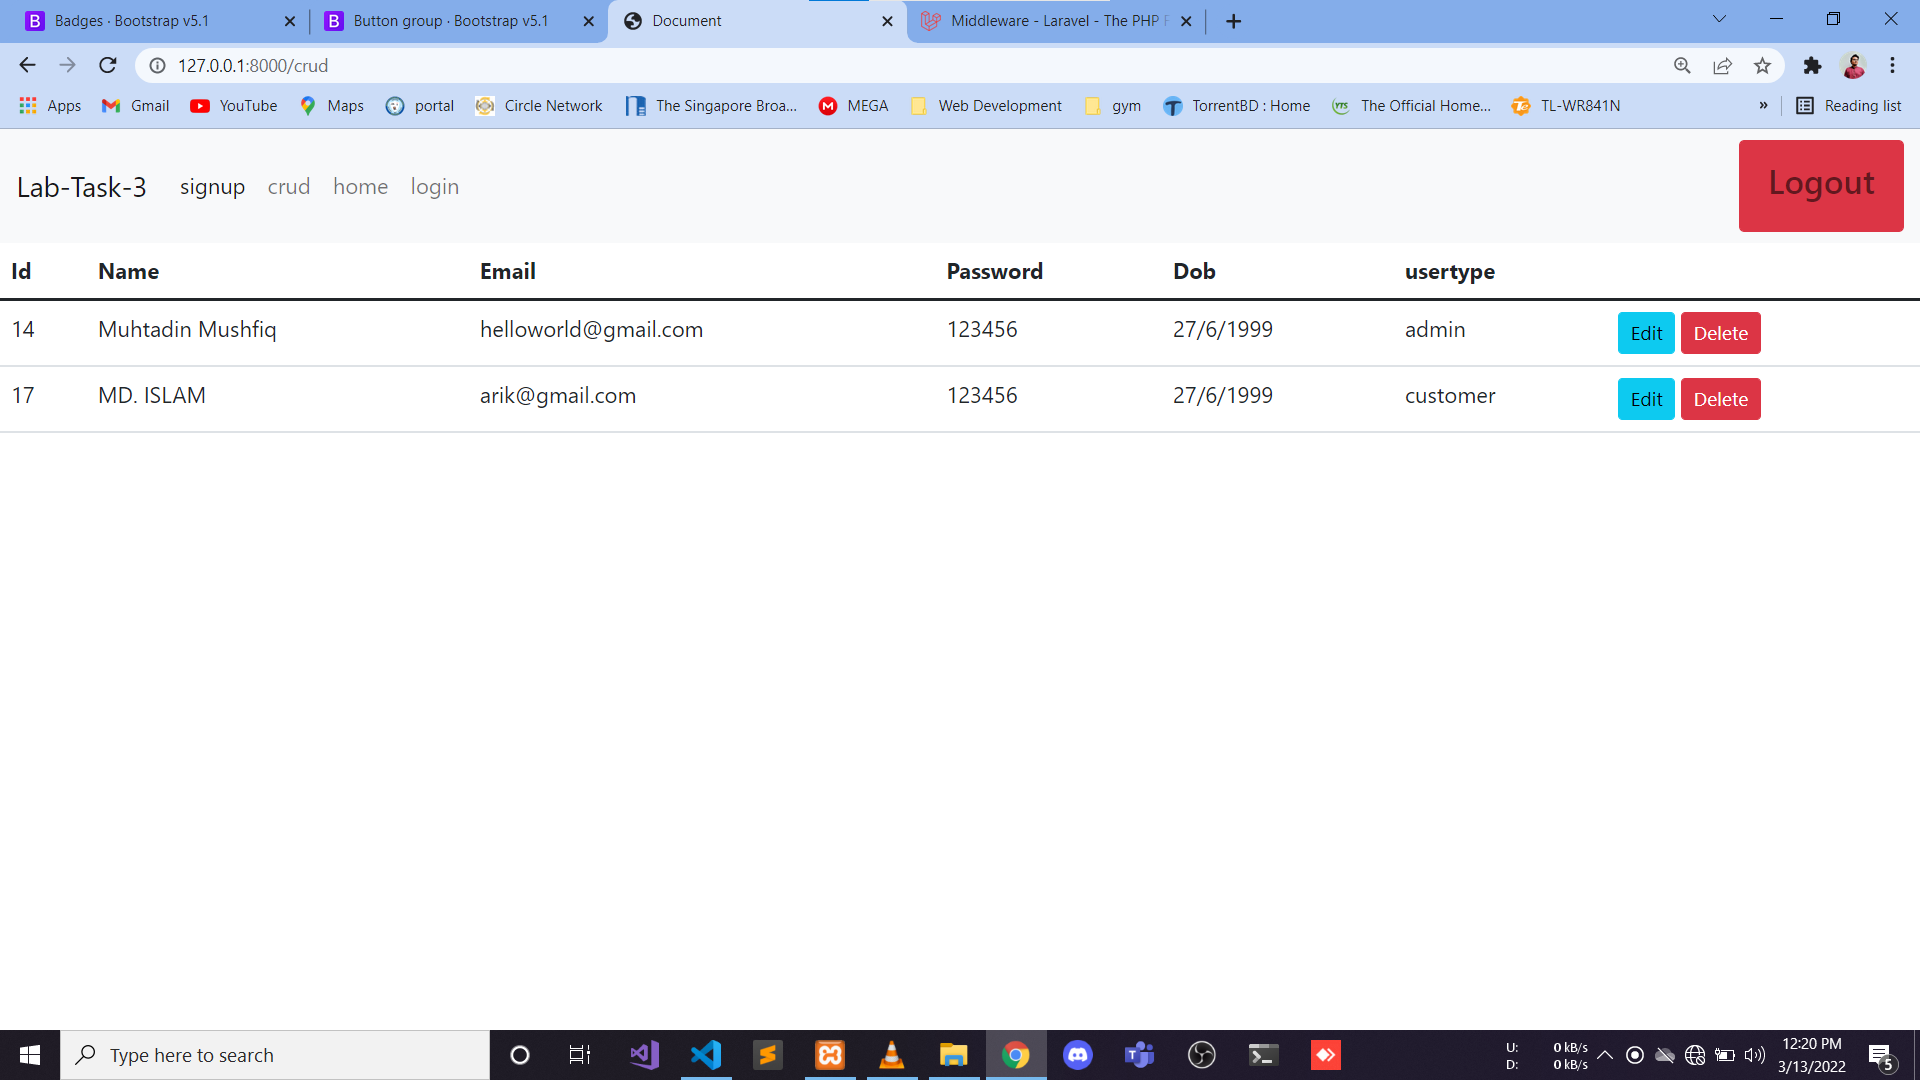 Badges · Bootstrap v5.1
Button group · Bootstrap v5.1
Document
Middleware - Laravel - The PHP F
127.0.0.1:8000/crud
Apps
Gmail
YouTube
Maps
portal
Circle Network
The Singapore Broa...
MEGA
Web Development
gym
TorrentBD : Home
The Official Home...
TL-WR841N
»
Reading list
Lab-Task-3 signup crud home login
Logout
Id Name Email Password Dob usertype
14 Muhtadin Mushfiq helloworld@gmail.com 123456 27/6/1999 admin Edit Delete
17 MD. ISLAM arik@gmail.com 123456 27/6/1999 customer Edit Delete
Type here to search
U: 0 kB/s
D: 0 kB/s
12:20 PM
3/13/2022
5